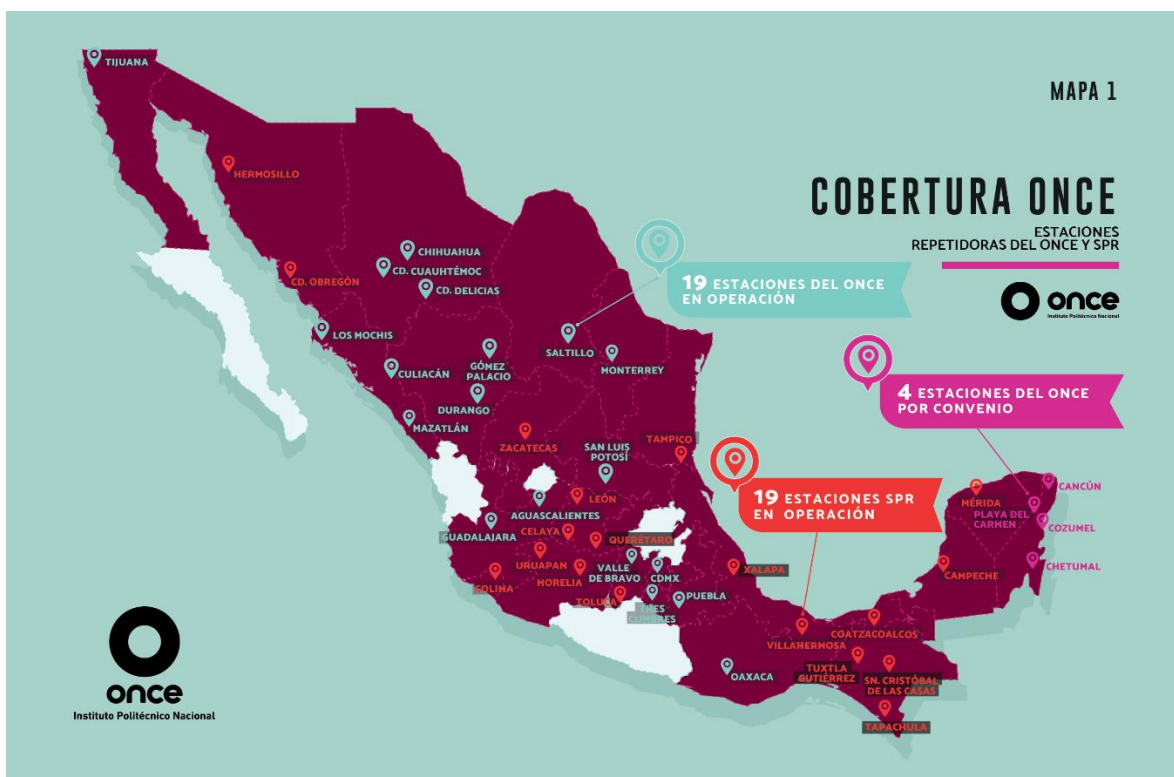 MAPA 1
COBERTURA ONCE
ESTACIONES
REPETIDORAS DEL ONCE Y SPR
once
Instituto Politécnico Nacional
19 ESTACIONES DEL ONCE
EN OPERACIÓN
4 ESTACIONES DEL ONCE
POR CONVENIO
19 ESTACIONES SPR
EN OPERACIÓN
TIJUANA
HERMOSILLO
CD. OBREGÓN
CHIHUAHUA
CD. CUAUHTÉMOC
CD. DELICIAS
LOS MOCHIS
CULIACÁN
GÓMEZ
PALACIO
SALTILLO
MONTERREY
DURANGO
MAZATLÁN
ZACATECAS
SAN LUIS
POTOSÍ
TAMPICO
LEÓN
AGUASCALIENTES
GUADALAJARA
CELAYA
QUERÉTARO
URUAPAN
MORELIA
COLIMA
VALLE
DE BRAVO
CDMX
TOLUCA
TRES
CUMBRES
PUEBLA
XALAPA
OAXACA
VILLAHERMOSA
COATZACOALCOS
TUXTLA
GUTIÉRREZ
SN. CRISTÓBAL
DE LAS CASAS
TAPACHULA
CAMPECHE
MÉRIDA
PLAYA DEL
CARMEN
CANCÚN
COZUMEL
CHETUMAL
once
Instituto Politécnico Nacional